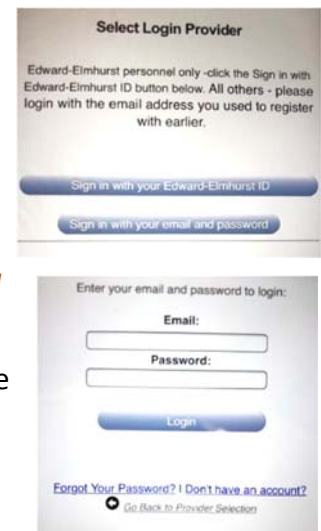 Select Login Provider
Edward-Elmhurst personnel only -click the Sign in with
Edward-Elmhurst ID button below. All others - please
login with the email address you used to register
with earlier.
Sign in with your Edward-Elmhurst ID
Sign in with your email and password
Enter your email and password to login:
Email:
Password:
Login
Forgot Your Password? | Don't have an account?
Go Back to Provider Selection
e